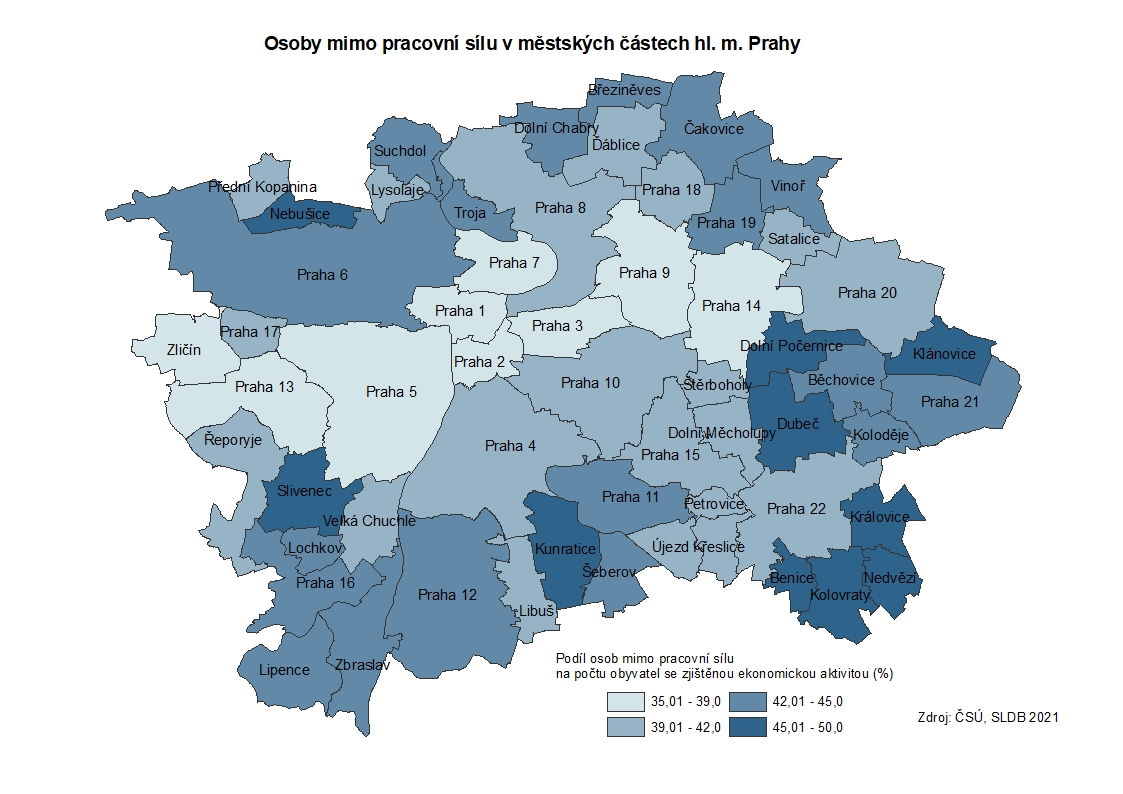 Osoby mimo pracovní sílu v městských částech hl. m. Prahy
Březiněves
Dolní Chabry
Čakovice
Ďáblice
Suchdol
Přední Kopanina
Lysolaje
Praha 18
Vinoř
Nebušice
Troja
Praha 8
Praha 19
Satalice
Praha 6
Praha 7
Praha 9
Praha 20
Praha 14
Praha 1
Praha 3
Praha 17
Zličín
Dolní Počernice
Klánovice
Praha 2
Praha 13
Praha 5
Praha 10
Štěrboholy
Běchovice
Praha 21
Dubeč
Koloděje
Dolní Měcholupy
Řeporyje
Praha 4
Praha 15
Slivenec
Praha 11
Petrovice
Praha 22
Královice
Velká Chuchle
Lochkov
Kunratice
Újezd
Křeslice
Šeberov
Benice
Nedvězí
Praha 16
Praha 12
Kolovraty
Libuš
Lipence
Zbraslav
Podíl osob mimo pracovní sílu
na počtu obyvatel se zjištěnou ekonomickou aktivitou (%)
35,01 - 39,0
42,01 - 45,0
39,01 - 42,0
45,01 - 50,0
Zdroj: ČSÚ, SLDB 2021